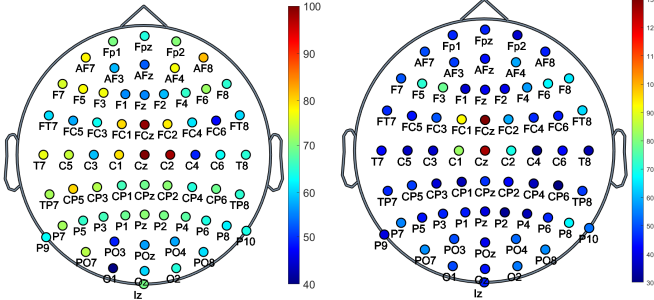 Fp1 Fpz Fp2
AF7 AF3 AFz AF4 AF8
F7 F5 F3 F1 Fz F2 F4 F6 F8
FT7 FC5 FC3 FC1 FCz FC2 FC4 FC6 FT8
T7 C5 C3 C1 Cz C2 C4 C6 T8
TP7 CP5 CP3 CP1 CPz CP2 CP4 CP6 TP8
P9 P7 P5 P3 P1 Pz P2 P4 P6 P8 P10
PO7 PO3 POz PO4 PO8
O1 Oz O2
Iz
100
90
80
70
60
50
40
Fp1 Fpz Fp2
AF7 AF3 AFz AF4 AF8
F7 F5 F3 F1 Fz F2 F4 F6 F8
FT7 FC5 FC3 FC1 FCz FC2 FC4 FC6 FT8
T7 C5 C3 C1 Cz C2 C4 C6 T8
TP7 CP5 CP3 CP1 CPz CP2 CP4 CP6 TP8
P9 P7 P5 P3 P1 Pz P2 P4 P6 P8 P10
PO7 PO3 POz PO4 PO8
O1 Oz O2
Iz
90
80
70
60
50
40
30